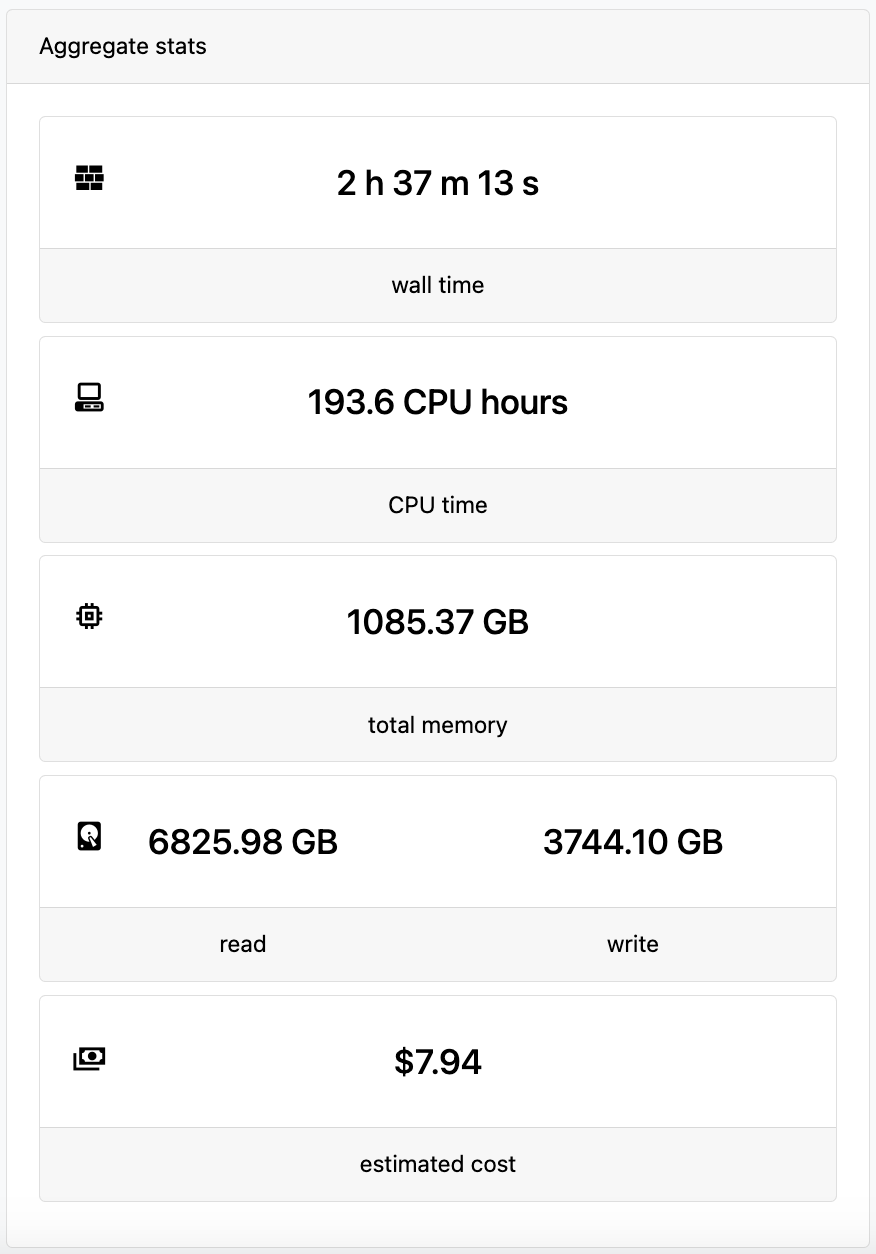 Aggregate stats
2 h 37 m 13 s
wall time
193.6 CPU hours
CPU time
1085.37 GB
total memory
6825.98 GB 3744.10 GB
read write
$7.94
estimated cost